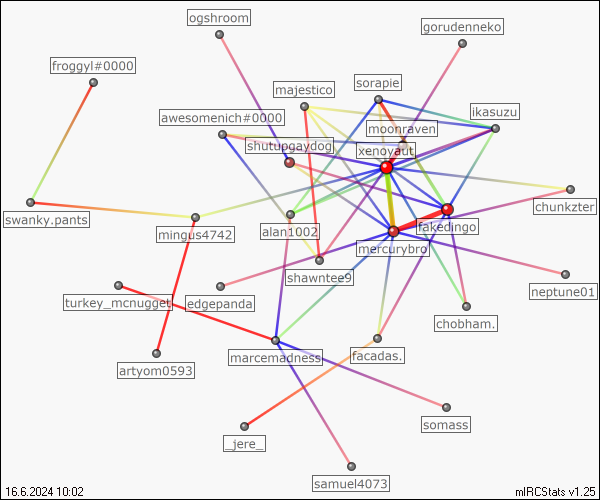 ogshroom
gorudenneko
froggyl#0000
sorapie
majestico
ikasuzu
awesomenich#0000
moonraven
shutupgaydog
xenoyaut
chunkzter
swanky.pants
fakedingo
alan1002
mingus4742
mercurybro
shawntee9
neptune01
turkey_mcnugget
edgepanda
chobham.
marcemadness
facadas.
artyom0593
somass
_jere_
samuel4073
16.6.2024 10:02
mIRCStats v1.25